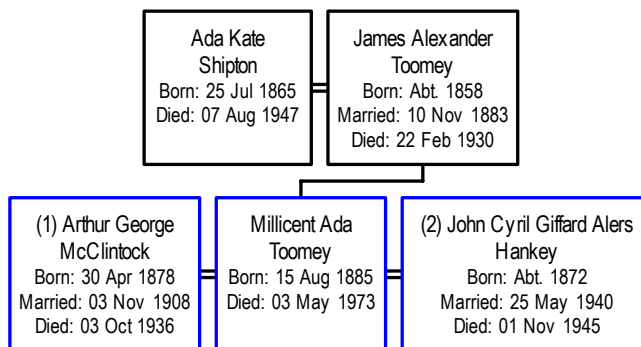 Ada Kate
Shipton
Born: 25 Jul 1865
Died: 07 Aug 1947
James Alexander
Toomey
Born: Abt. 1858
Married: 10 Nov 1883
Died: 22 Feb 1930
(1) Arthur George
McClintock
Born: 30 Apr 1878
Married: 03 Nov 1908
Died: 03 Oct 1936
Millicent Ada
Toomey
Born: 15 Aug 1885
Died: 03 May 1973
(2) John Cyril Giffard Alers
Hankey
Born: Abt. 1872
Married: 25 May 1940
Died: 01 Nov 1945